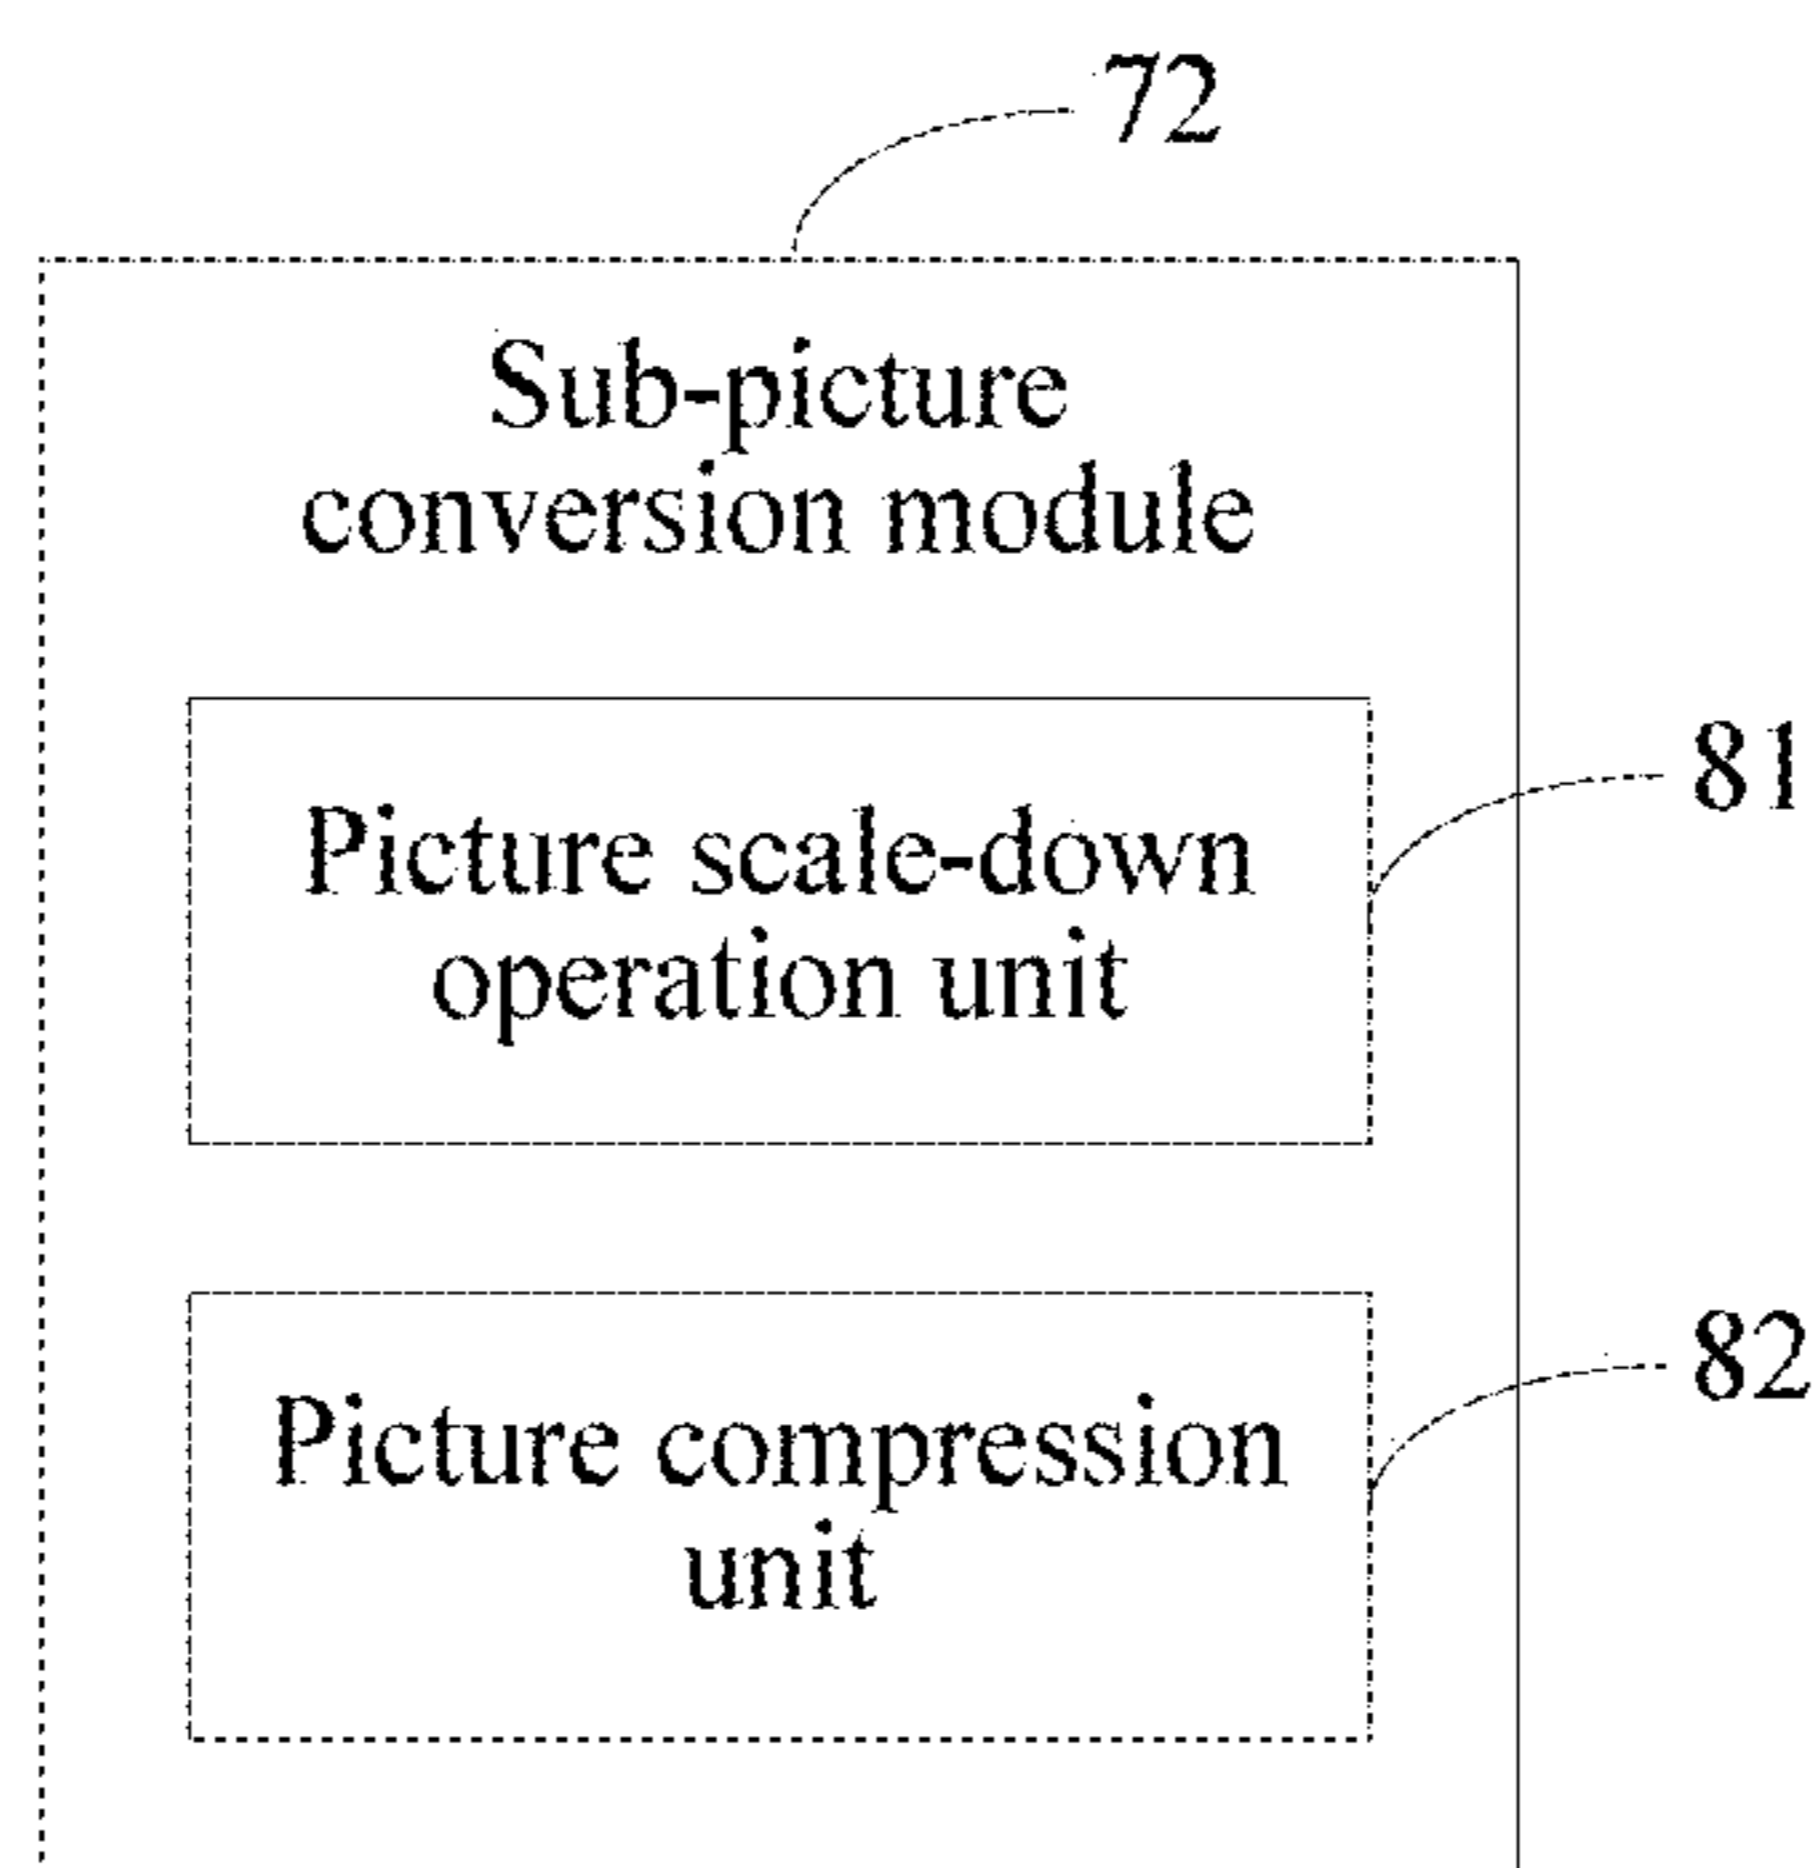 72
Sub-picture
conversion module
81
Picture scale-down
operation unit
82
Picture compression
unit